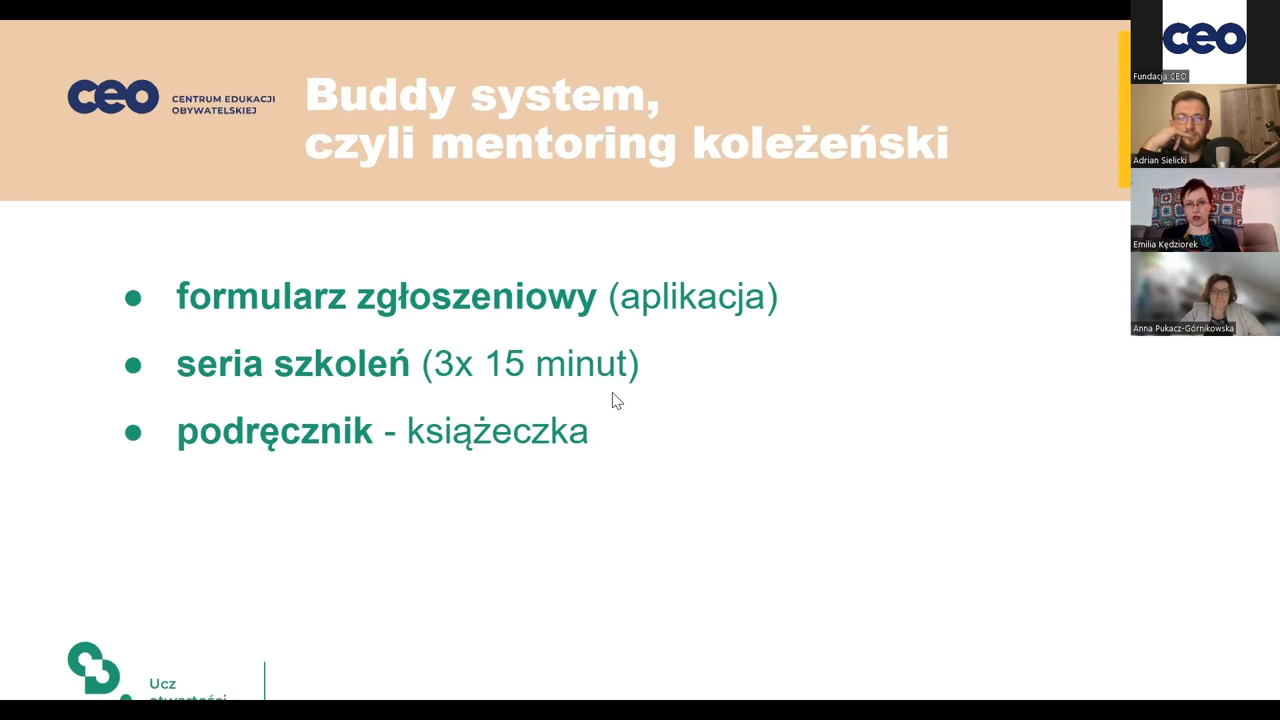 ceo
CENTRUM EDUKACJI
OBYWATELSKIEJ
Buddy system,
czyli mentoring koleżeński
● formularz zgłoszeniowy (aplikacja)
● seria szkoleń (3x 15 minut)
● podręcznik - książeczka
Ucz
otwartości
ceo
Fundacja CEO
Adrian Sielicki
Emilia Kędziorek
Anna Pukacz-Górnikowska